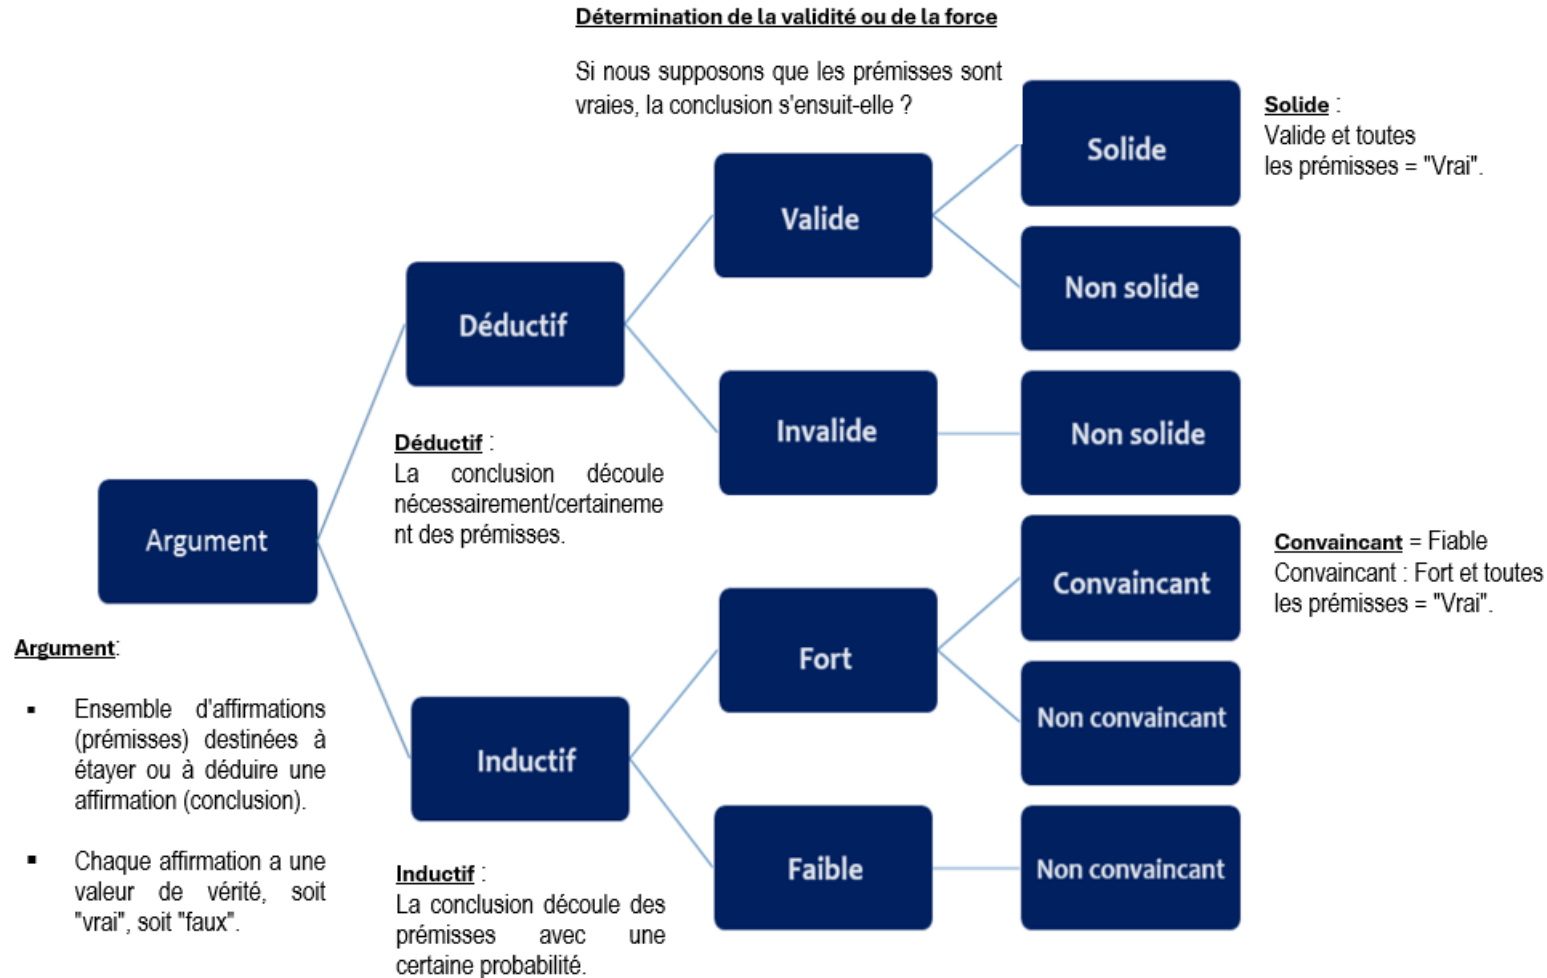 Détermination de la validité ou de la force
Si nous supposons que les prémisses sont
vraies, la conclusion s'ensuit-elle ?
Solide
Solide :
Valide et toutes
les prémisses = "Vrai".
Valide
Non solide
Déductif
Invalide
Non solide
Déductif :
La conclusion découle
nécessairement/certaineme
nt des prémisses.
Argument
Convaincant
Convaincant = Fiable
Convaincant : Fort et toutes
les prémisses = "Vrai".
Fort
Non convaincant
Argument:
▪ Ensemble d'affirmations
(prémisses) destinées à
étayer ou à déduire une
affirmation (conclusion).
▪ Chaque affirmation a une
valeur de vérité, soit
"vrai", soit "faux".
Inductif
Faible
Non convaincant
Inductif :
La conclusion découle des
prémisses avec une
certaine probabilité.